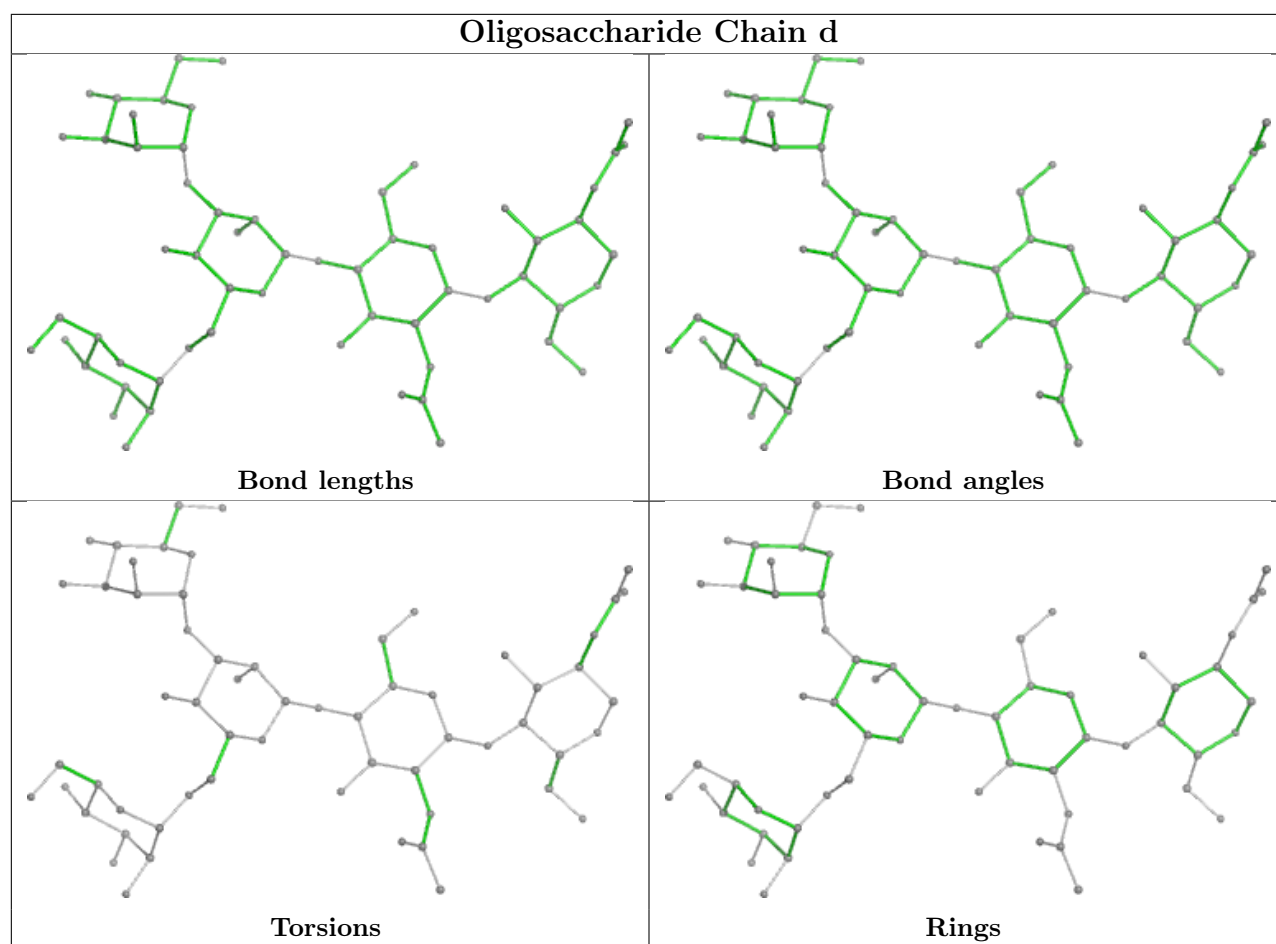 Oligosaccharide Chain d
Bond lengths
Bond angles
Torsions
Rings